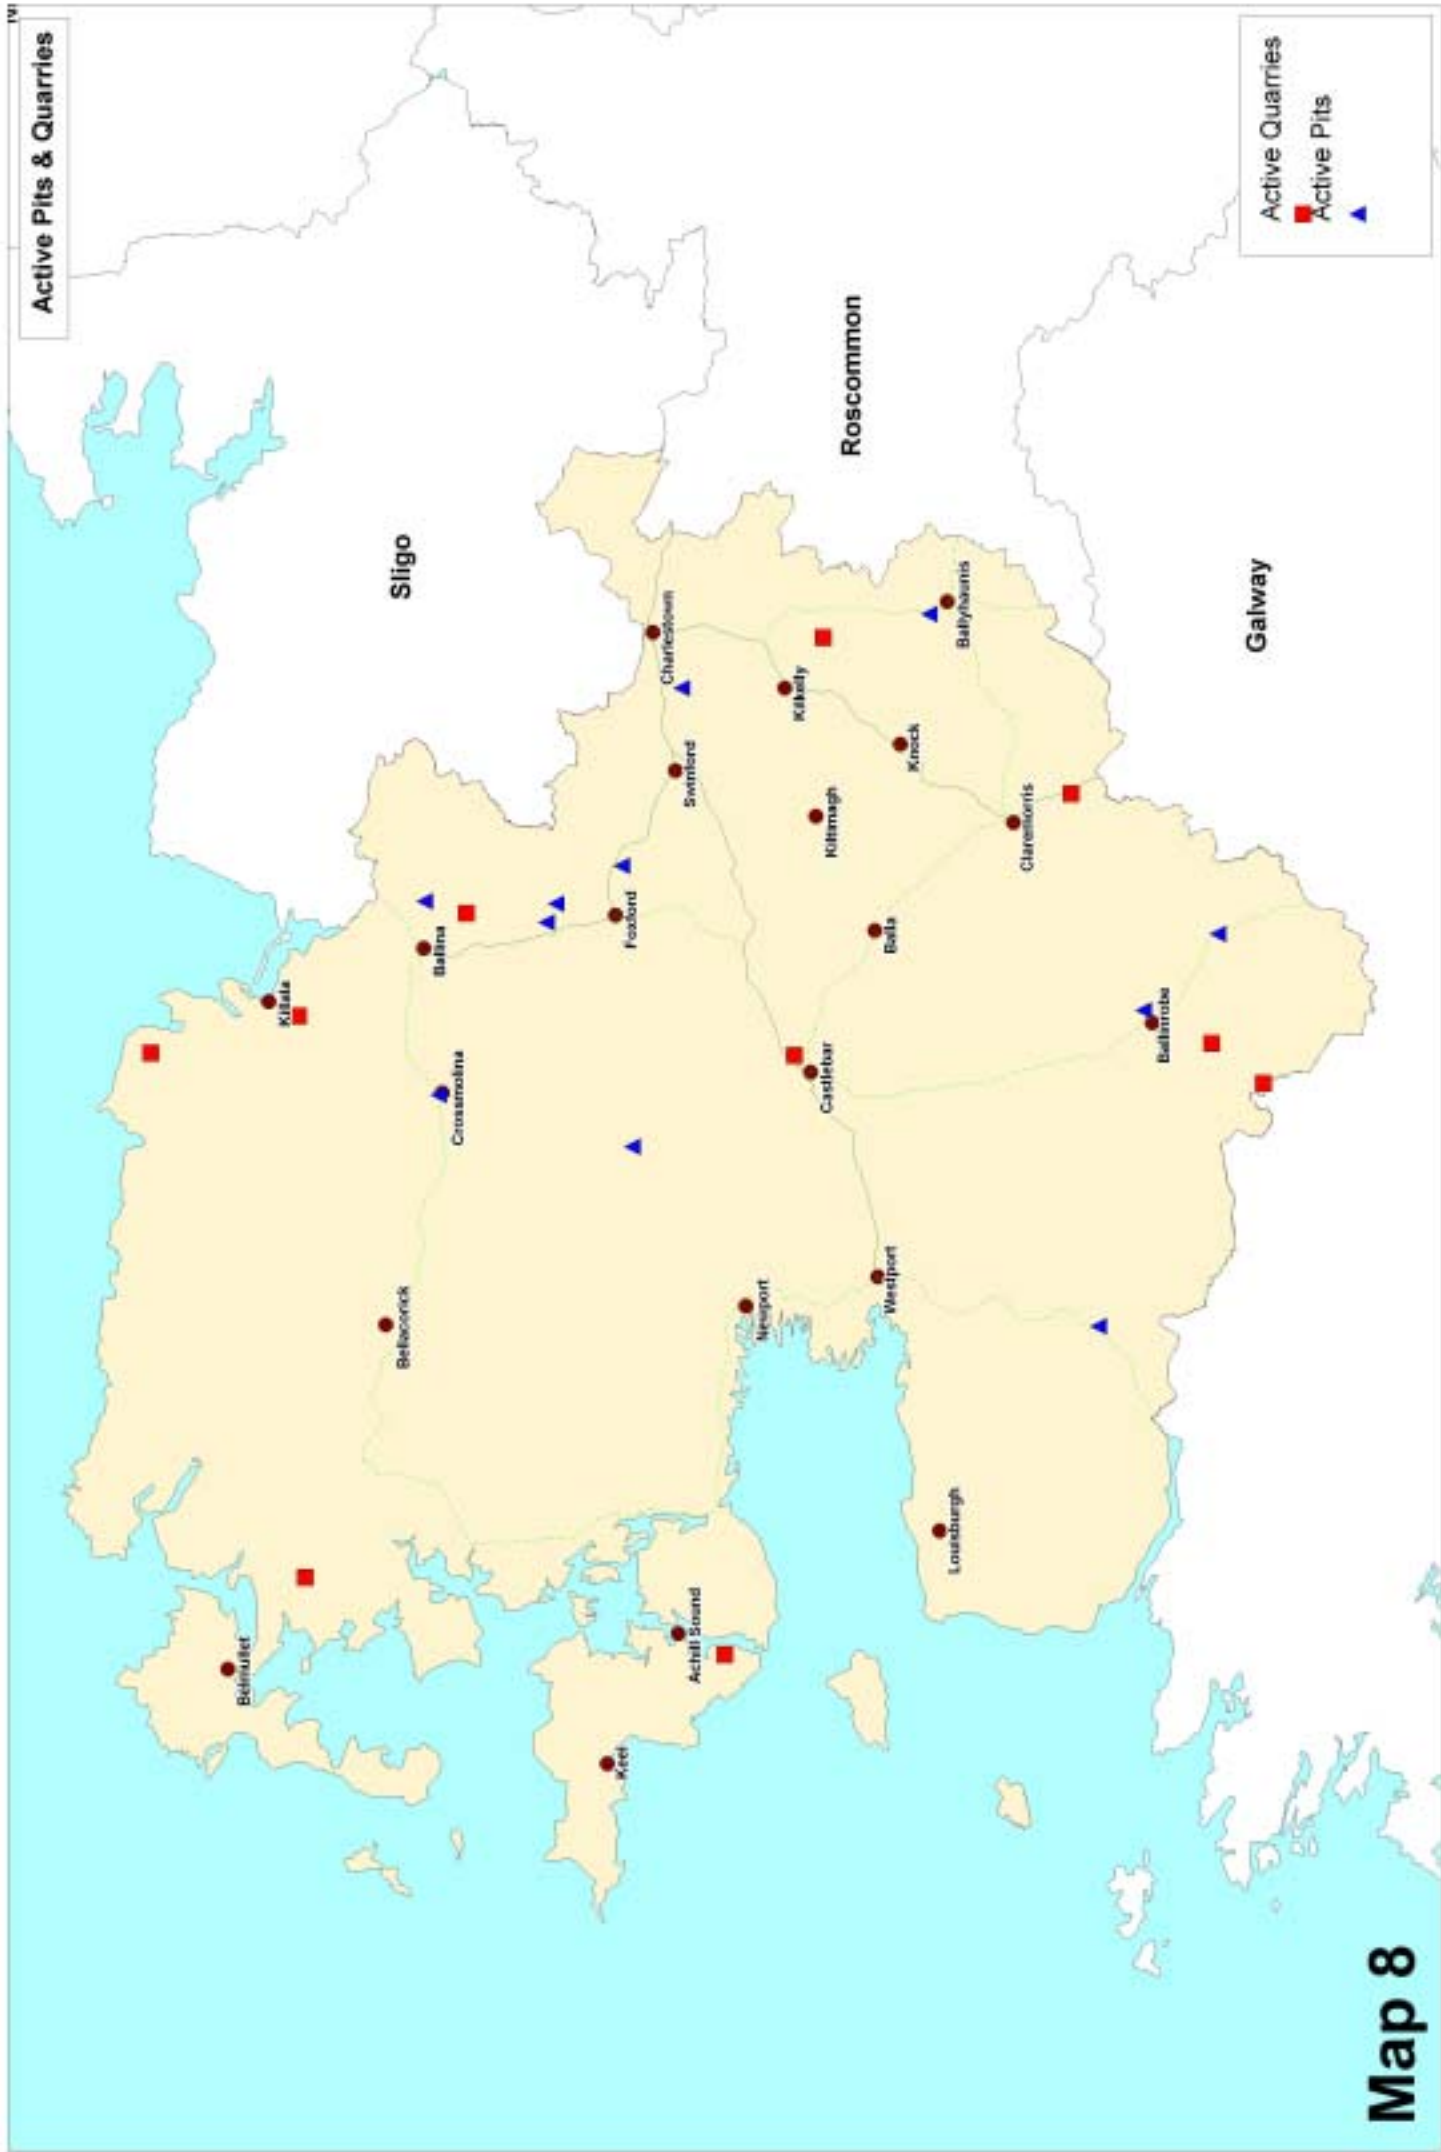 Active Pits & Quarries
Sligo
Roscommon
Galway
Active Quarries
Active Pits
Belmullet
Killala
Bellacorick
Crossmolina
Ballina
Keel
Foxford
Achill Sound
Swinford
Charlestown
Newport
Castlebar
Kiltimagh
Kilkelly
Westport
Balla
Knock
Louisburgh
Ballyhaunis
Claremorris
Ballinrobe
Map 8